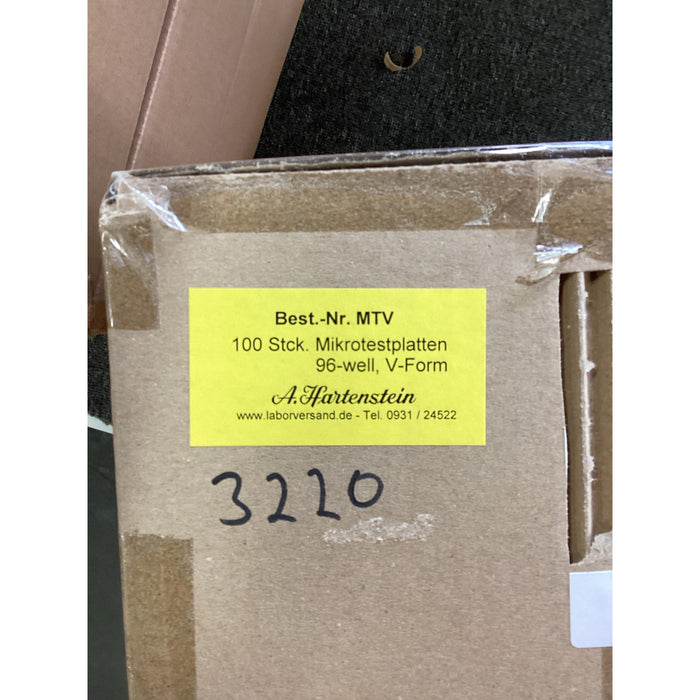 Best.-Nr. MTV
100 Stck. Mikrotestplatten
96-well, V-Form
A. Hartenstein
www.laborversand.de - Tel. 0931 / 24522
3220